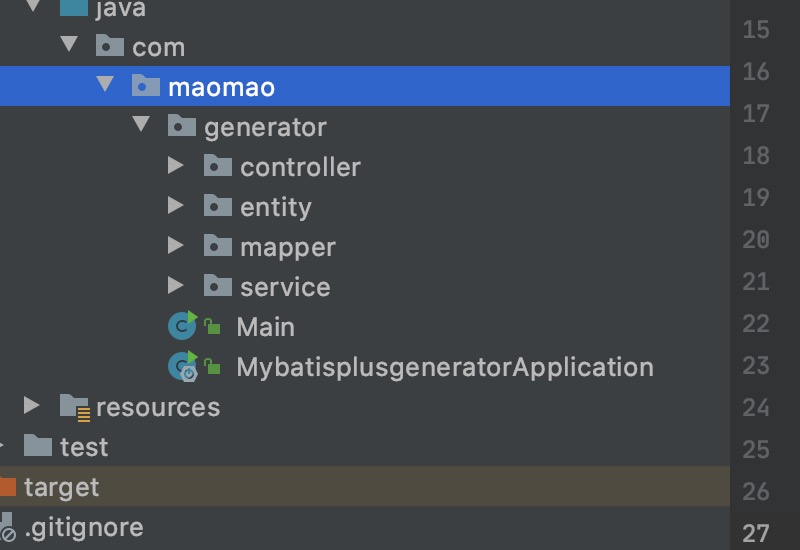 java
com
maomao
generator
controller
entity
mapper
service
Main
MybatisplusgeneratorApplication
resources
test
target
.gitignore
15
16
17
18
19
20
21
22
23
24
25
26
27